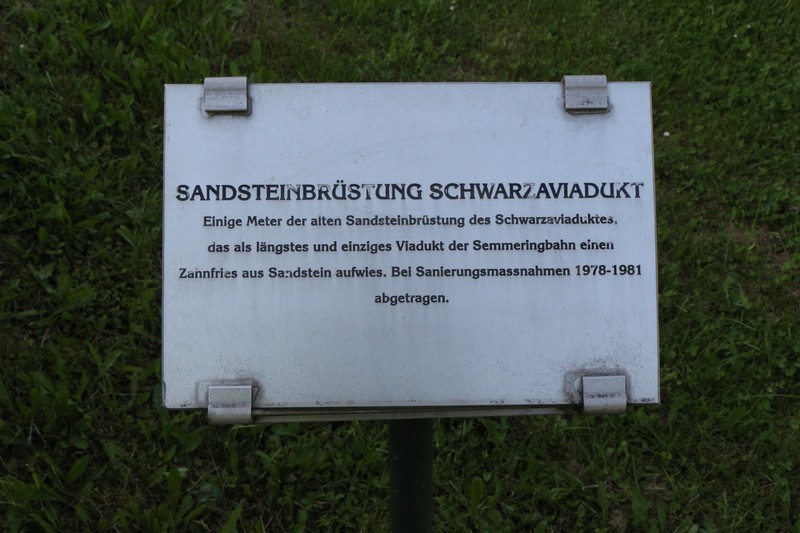 SANDSTEINBRÜSTUNG SCHWARZAVIADUKT
Einige Meter der alten Sandsteinbrüstung des Schwarzaviaduktes,
das als längstes und einziges Viadukt der Semmeringbahn einen
Zahnfries aus Sandstein aufwies. Bei Sanierungsmassnahmen 1978-1981
abgetragen.